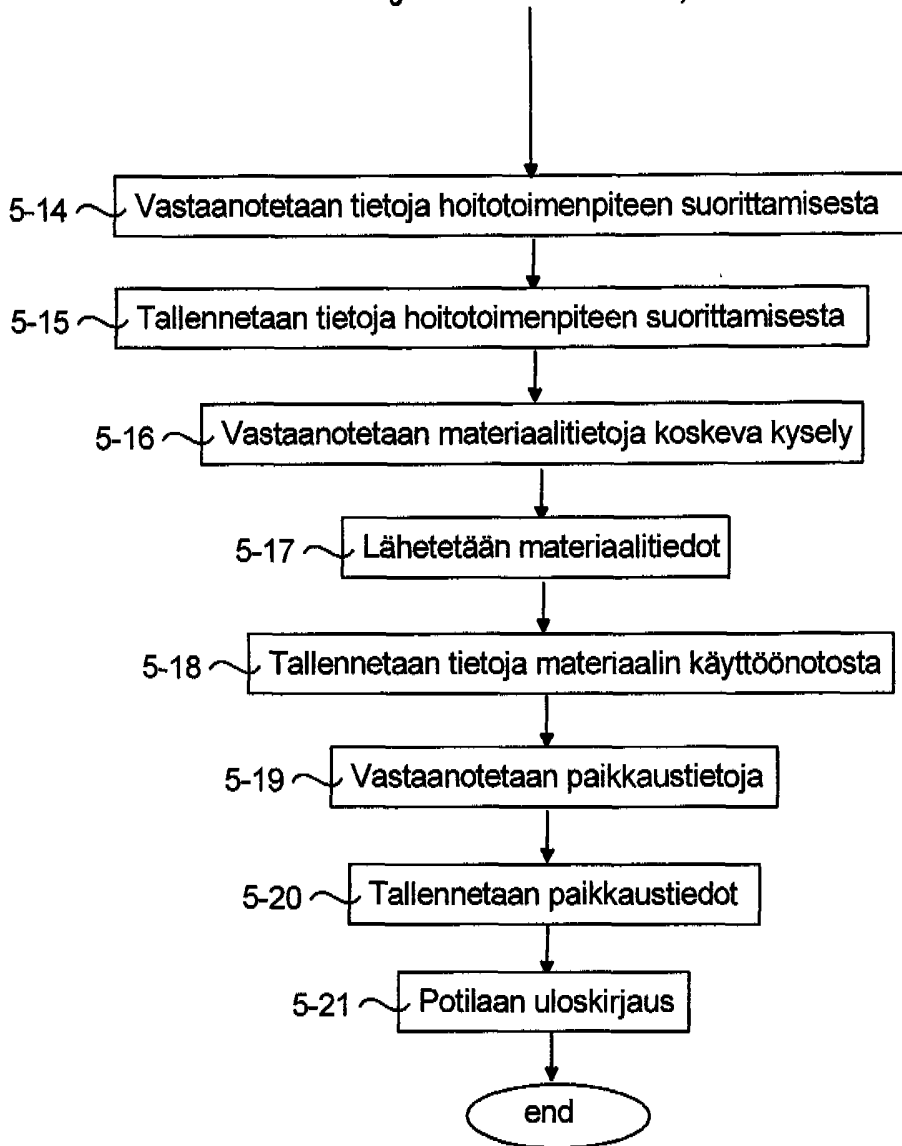 5-14 Vastaanotetaan tietoja hoitotoimenpiteen suorittamisesta
5-15 Tallennetaan tietoja hoitotoimenpiteen suorittamisesta
5-16 Vastaanotetaan materiaalitietoja koskeva kysely
5-17 Lähetetään materiaalitiedot
5-18 Tallennetaan tietoja materiaalin käyttöönotosta
5-19 Vastaanotetaan paikkaustietoja
5-20 Tallennetaan paikkaustiedot
5-21 Potilaan uloskirjaus
end